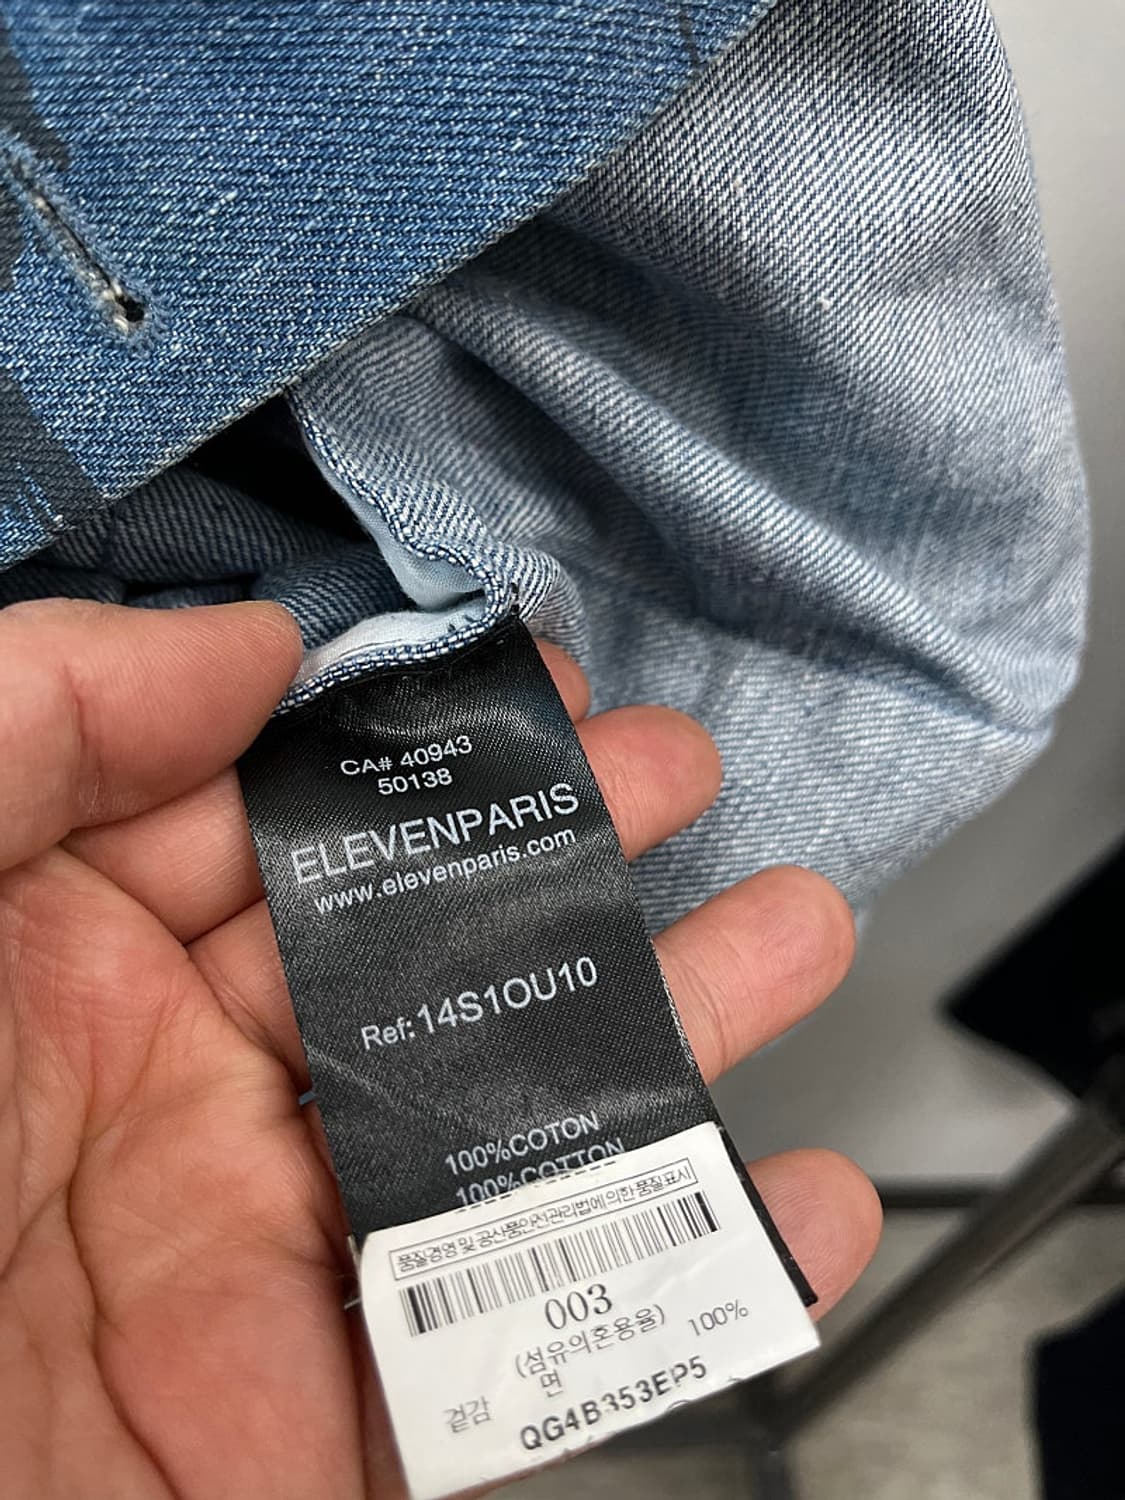 CA# 40943
50138
ELEVENPARIS
www.elevenparis.com
Ref: 14S1OU10
100%COTON
100%COTTON
품질경영 및 공산품안전관리법에 의한 품질표시
003
(섬유의혼용율)
겉감 면 100%
QG4B353EP5